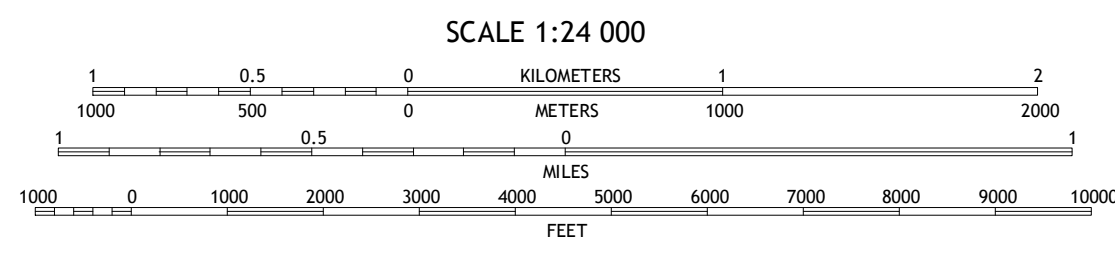 SCALE 1:24 000
1 0.5 0 KILOMETERS 1 2
1000 500 0 METERS 1000 2000
1 0.5 0 1
MILES
1000 0 1000 2000 3000 4000 5000 6000 7000 8000 9000 10000
FEET